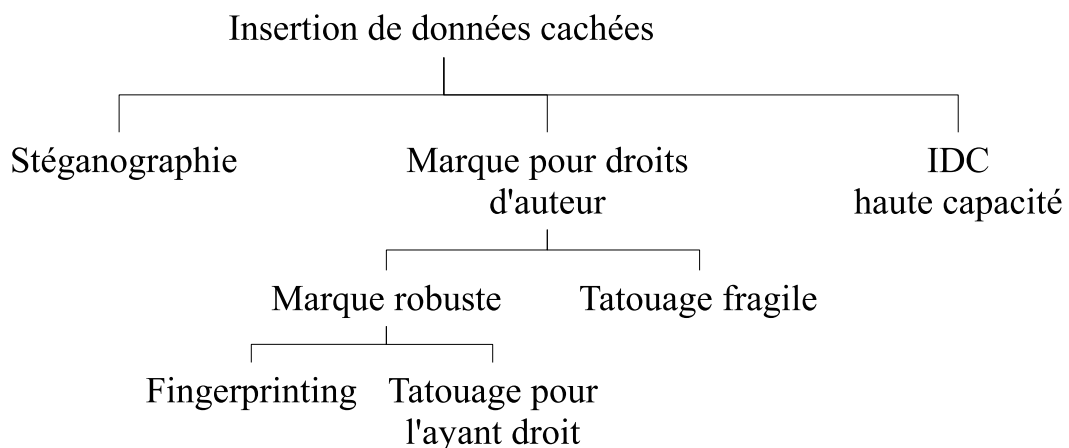 Insertion de données cachées
Stéganographie
Marque pour droits
d'auteur
IDC
haute capacité
Marque robuste
Tatouage fragile
Fingerprinting
Tatouage pour
l'ayant droit